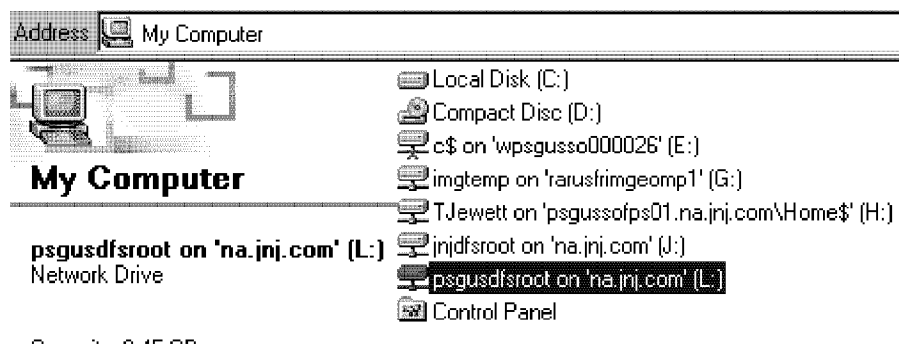 Address My Computer
My Computer
psgusdfsroot on 'na.jnj.com' (L:)
Network Drive
Local Disk (C:)
Compact Disc (D:)
c$ on 'wpsgusso000026' (E:)
imgtemp on 'rarusfrimgeomp1' (G:)
TJewett on 'psgussofps01.na.jnj.com\Home$' (H:)
jnjdfsroot on 'na.jnj.com' (J:)
psgusdfsroot on 'na.jnj.com' (L:)
Control Panel